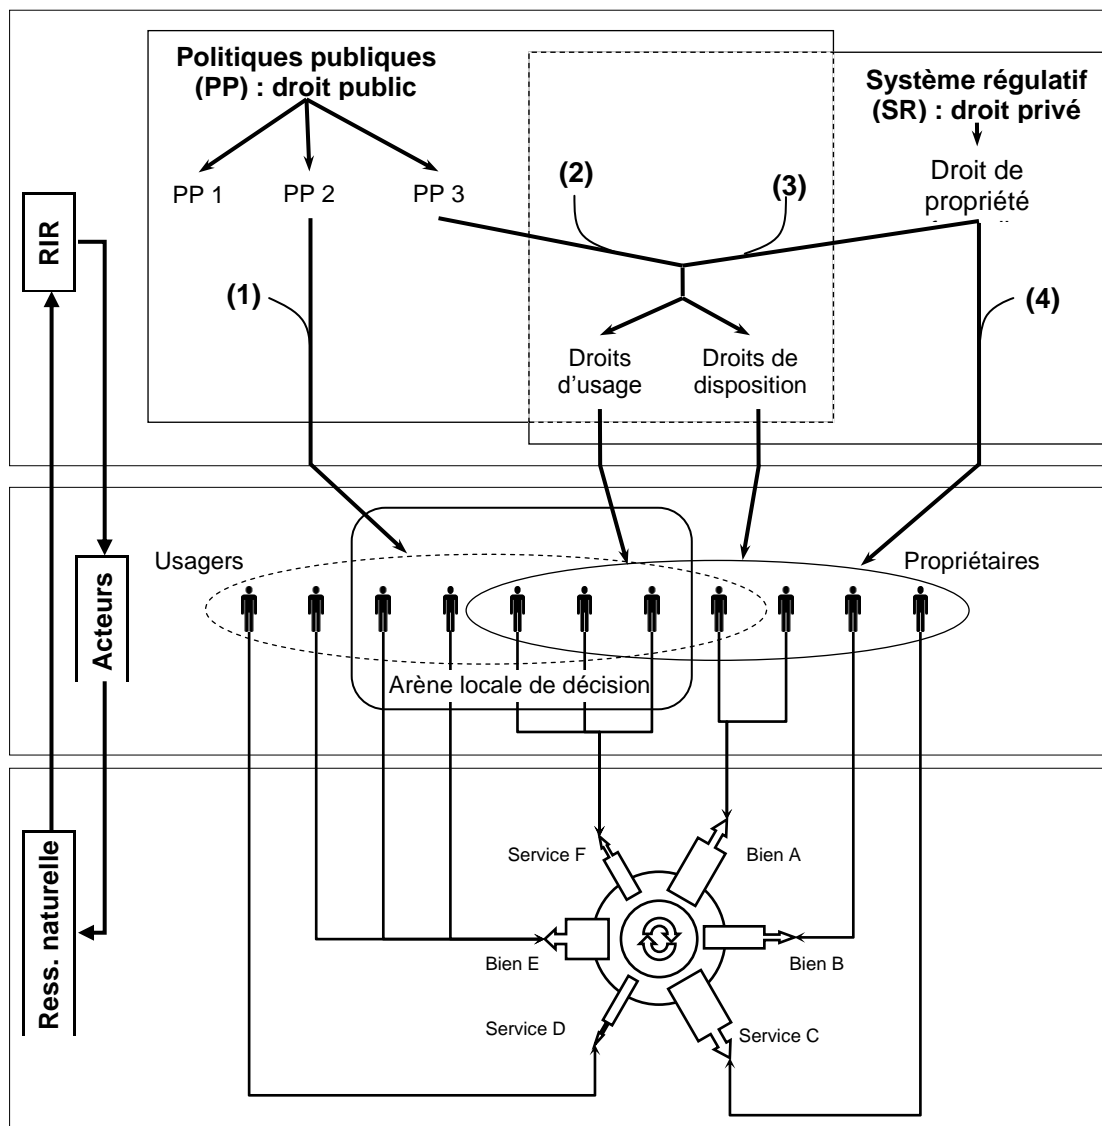 Politiques publiques
(PP) : droit public
Système régulatif
(SR) : droit privé
PP 1
PP 2
PP 3
(2)
(3)
Droit de
propriété
RIR
(1)
(4)
Droits
d’usage
Droits de
disposition
Usagers
Propriétaires
Acteurs
Arène locale de décision
Service F
Bien A
Bien E
Bien B
Service D
Service C
Ress. naturelle